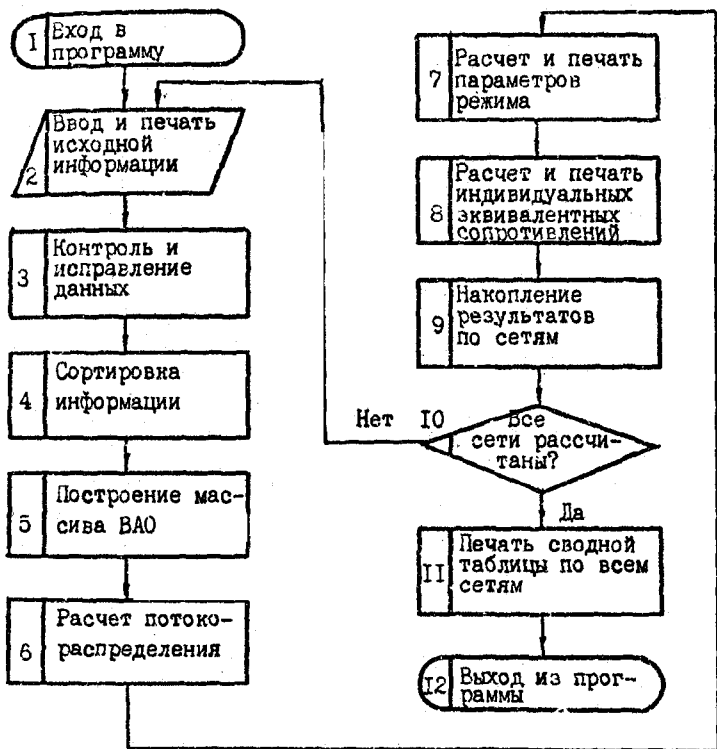 I
Вход в
программу
2
Ввод и печать
исходной
информации
3
Контроль и
исправление
данных
4
Сортировка
информации
5
Построение мас-
сива ВАО
6
Расчет потоко-
распределения
7
Расчет и печать
параметров
режима
8
Расчет и печать
индивидуальных
эквивалентных
сопротивлений
9
Накопление
результатов
по сетям
Нет
IO
Все
сети рассчи-
таны?
Да
II
Печать сводной
таблицы по всем
сетям
I2
Выход из прог-
раммы